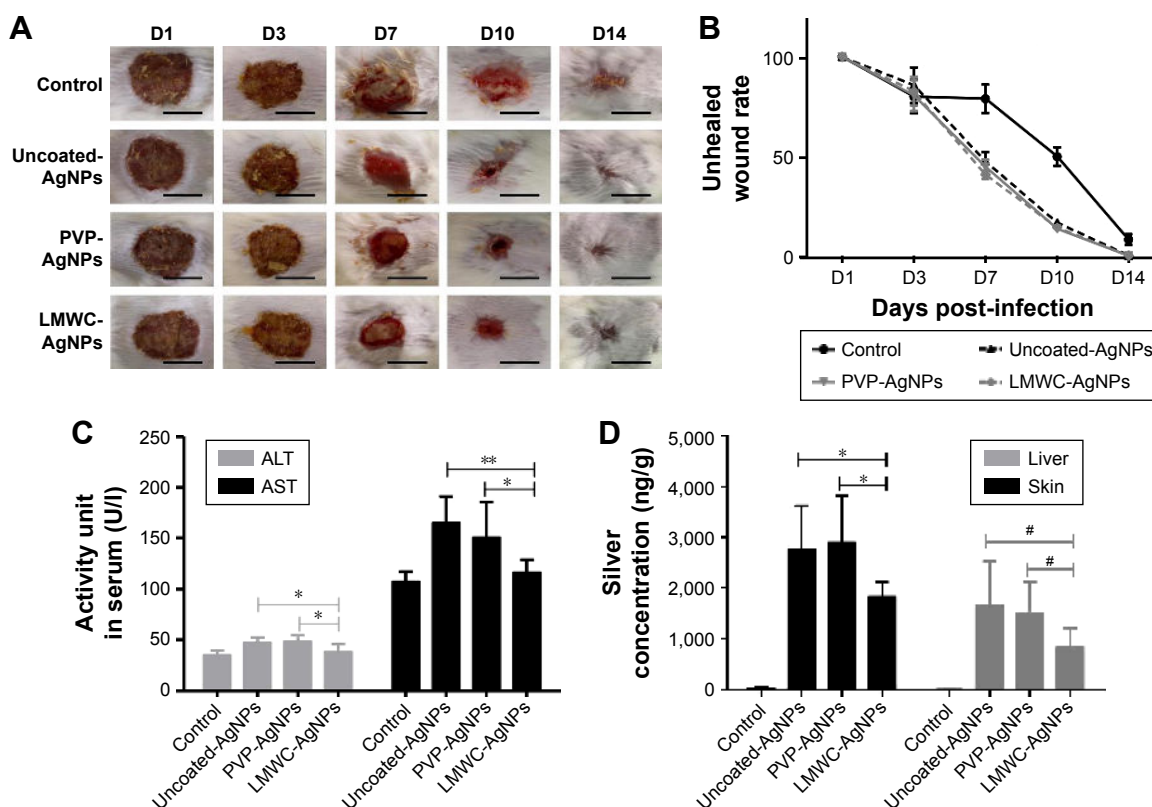 A
D1 D3 D7 D10 D14
Control
Uncoated-
AgNPs
PVP-
AgNPs
LMWC-
AgNPs
B
Unhealed
wound rate
100
50
0
D1 D3 D7 D10 D14
Days post-infection
Control Uncoated-AgNPs
PVP-AgNPs LMWC-AgNPs
C
Activity unit
in serum (U/l)
250
200
150
100
50
0
ALT
AST
** 
*
*
*
Control
Uncoated-AgNPs
PVP-AgNPs
LMWC-AgNPs
Control
Uncoated-AgNPs
PVP-AgNPs
LMWC-AgNPs
D
Silver
concentration (ng/g)
5,000
4,000
3,000
2,000
1,000
0
Liver
Skin
*
*
#
#
Control
Uncoated-AgNPs
PVP-AgNPs
LMWC-AgNPs
Control
Uncoated-AgNPs
PVP-AgNPs
LMWC-AgNPs